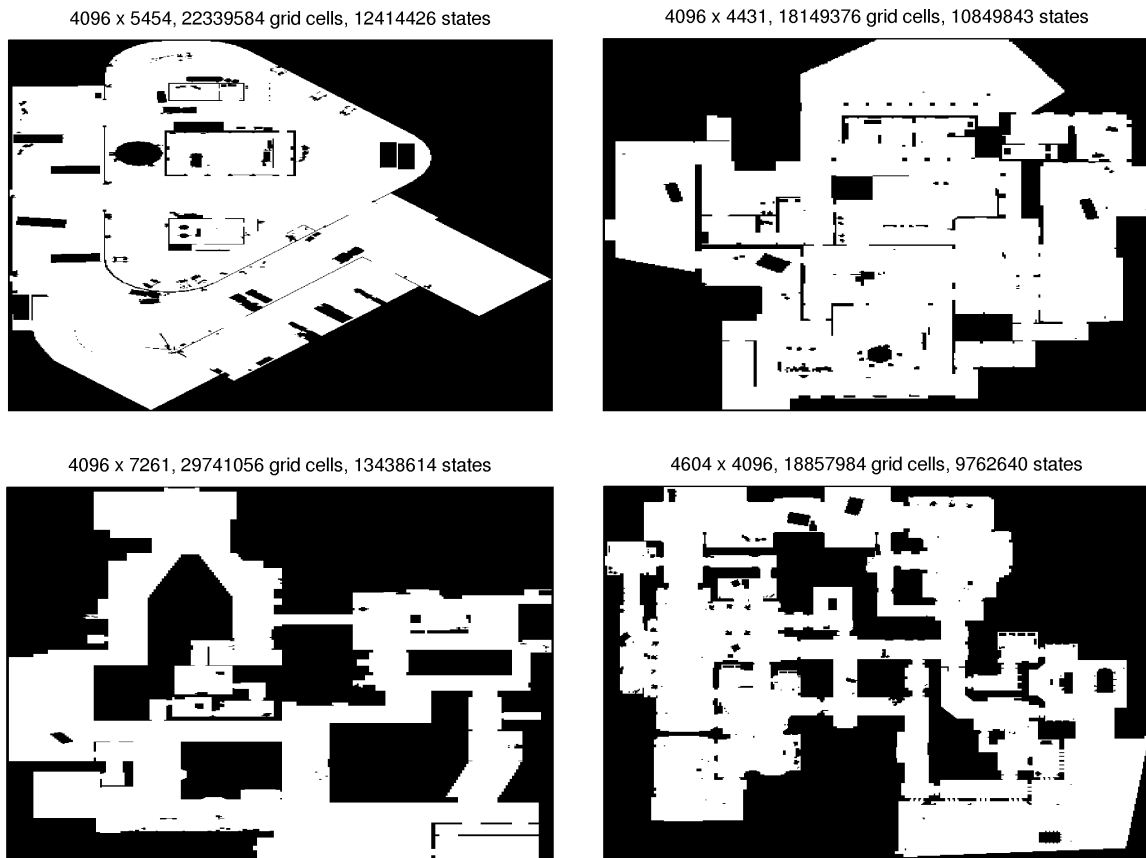 4096 x 5454, 22339584 grid cells, 12414426 states
4096 x 4431, 18149376 grid cells, 10849843 states
4096 x 7261, 29741056 grid cells, 13438614 states
4604 x 4096, 18857984 grid cells, 9762640 states